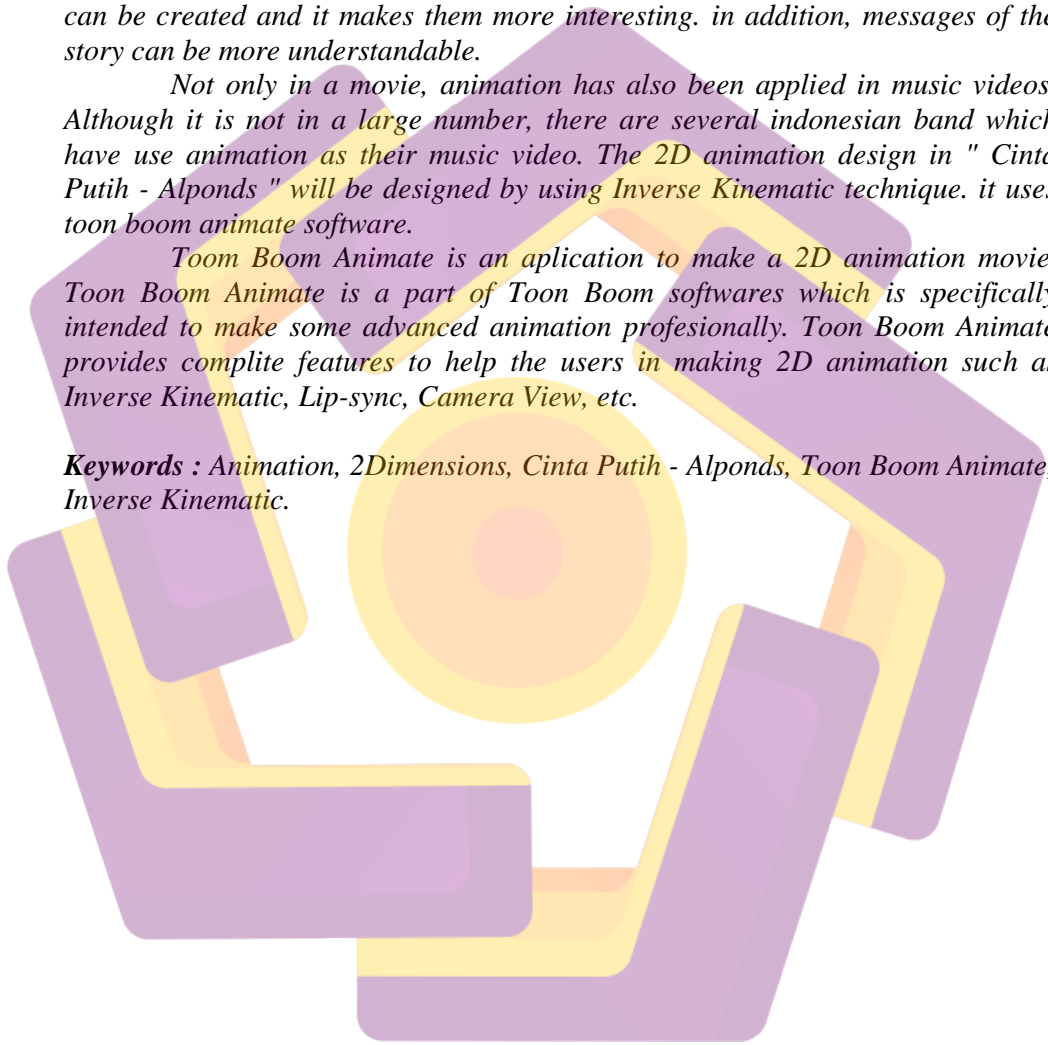 can be created and it makes them more interesting. in addition, messages of the
story can be more understandable.
Not only in a movie, animation has also been applied in music videos
Although it is not in a large number, there are several indonesian band which
have use animation as their music video. The 2D animation design in " Cinta
Putih - Alponds " will be designed by using Inverse Kinematic technique. it uses
toon boom animate software.
Toom Boom Animate is an aplication to make a 2D animation movie
Toon Boom Animate is a part of Toon Boom softwares which is specifically
intended to make some advanced animation profesionally. Toon Boom Animate
provides complite features to help the users in making 2D animation such as
Inverse Kinematic, Lip-sync, Camera View, etc.
Keywords : Animation, 2Dimensions, Cinta Putih - Alponds, Toon Boom Animate,
Inverse Kinematic.